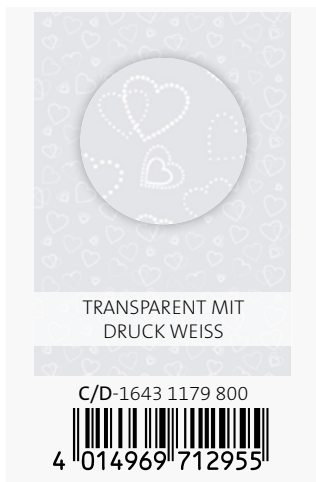 TRANSPARENT MIT
DRUCK WEISS
C/D-1643 1179 800
4 014969 712955